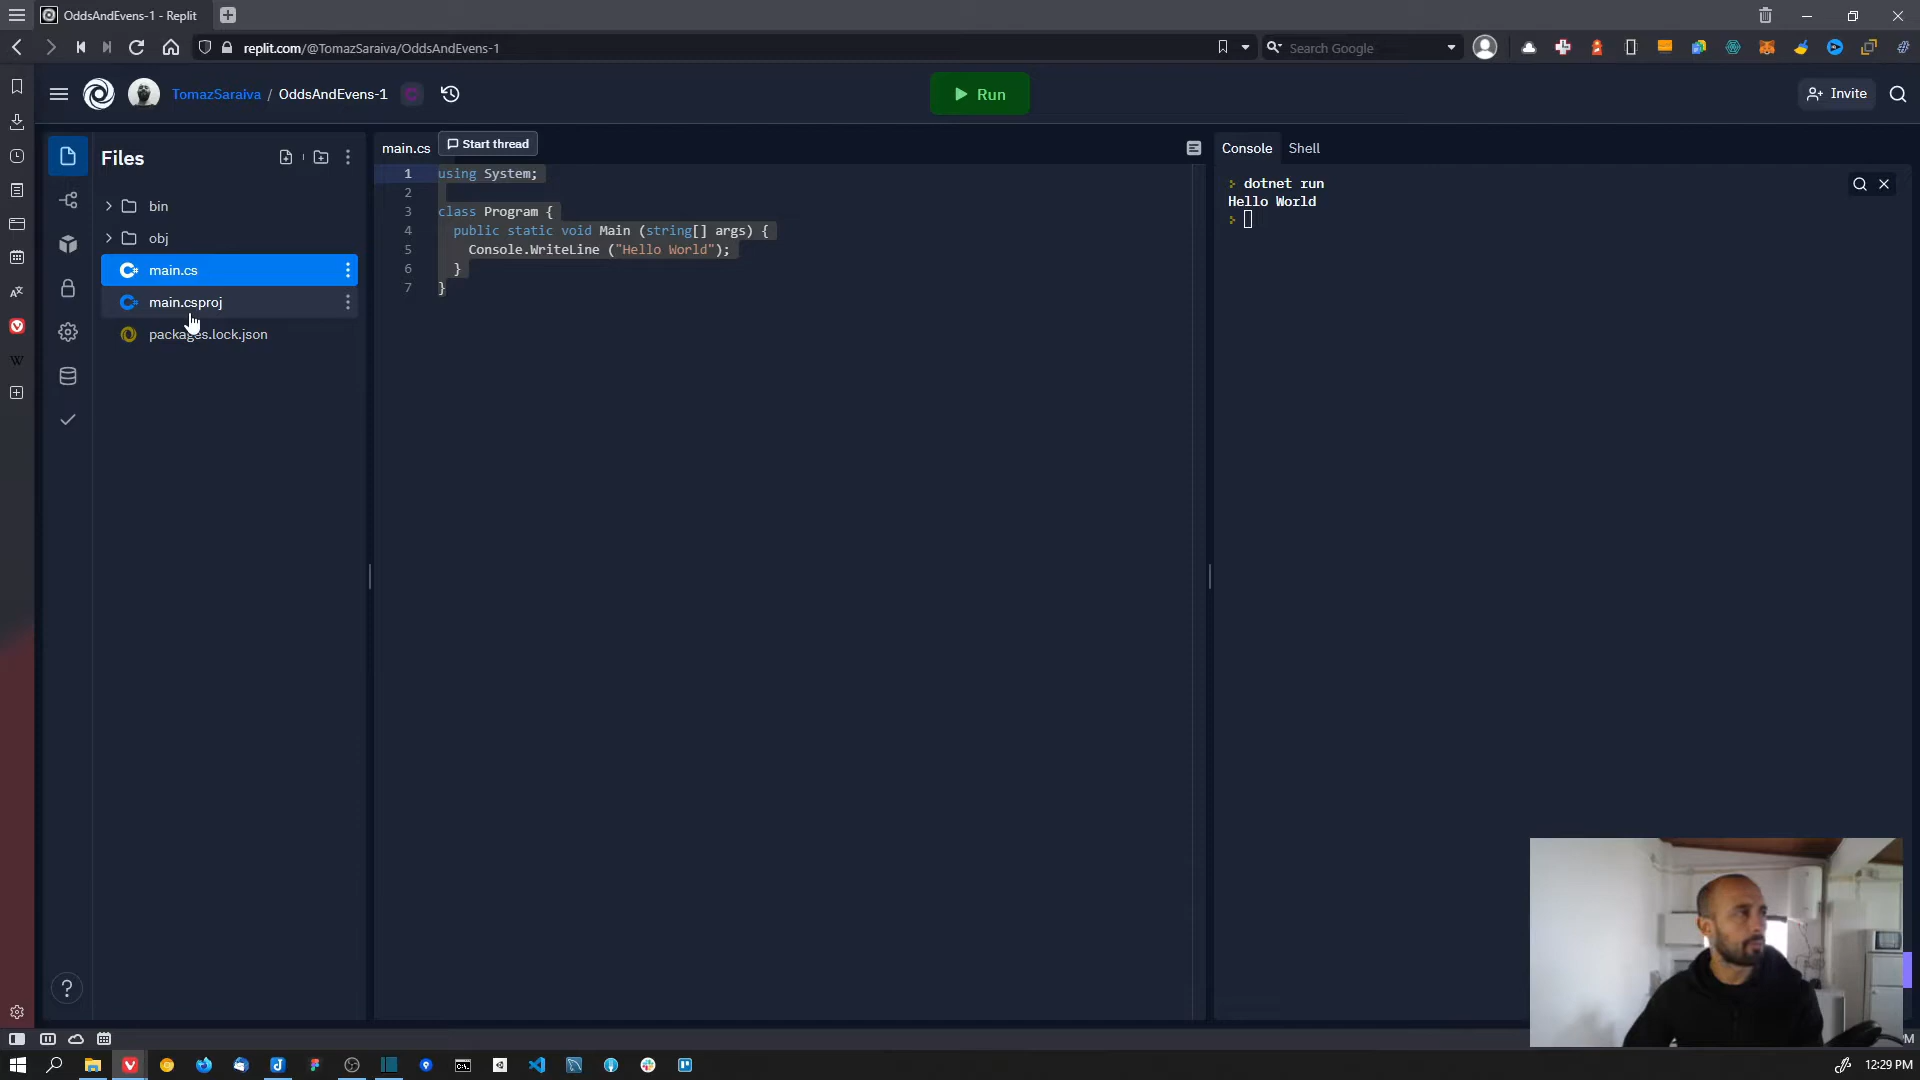 OddsAndEvens-1 - Replit
replit.com/@TomazSaraiva/OddsAndEvens-1
Search Google
TomazSaraiva / OddsAndEvens-1
Run
Invite
Files
bin
obj
main.cs
main.csproj
packages.lock.json
main.cs
Start thread
1 using System;
2
3 class Program {
4 public static void Main (string[] args) {
5 Console.WriteLine ("Hello World");
6 }
7 }
Console Shell
dotnet run
Hello World
12:29 PM